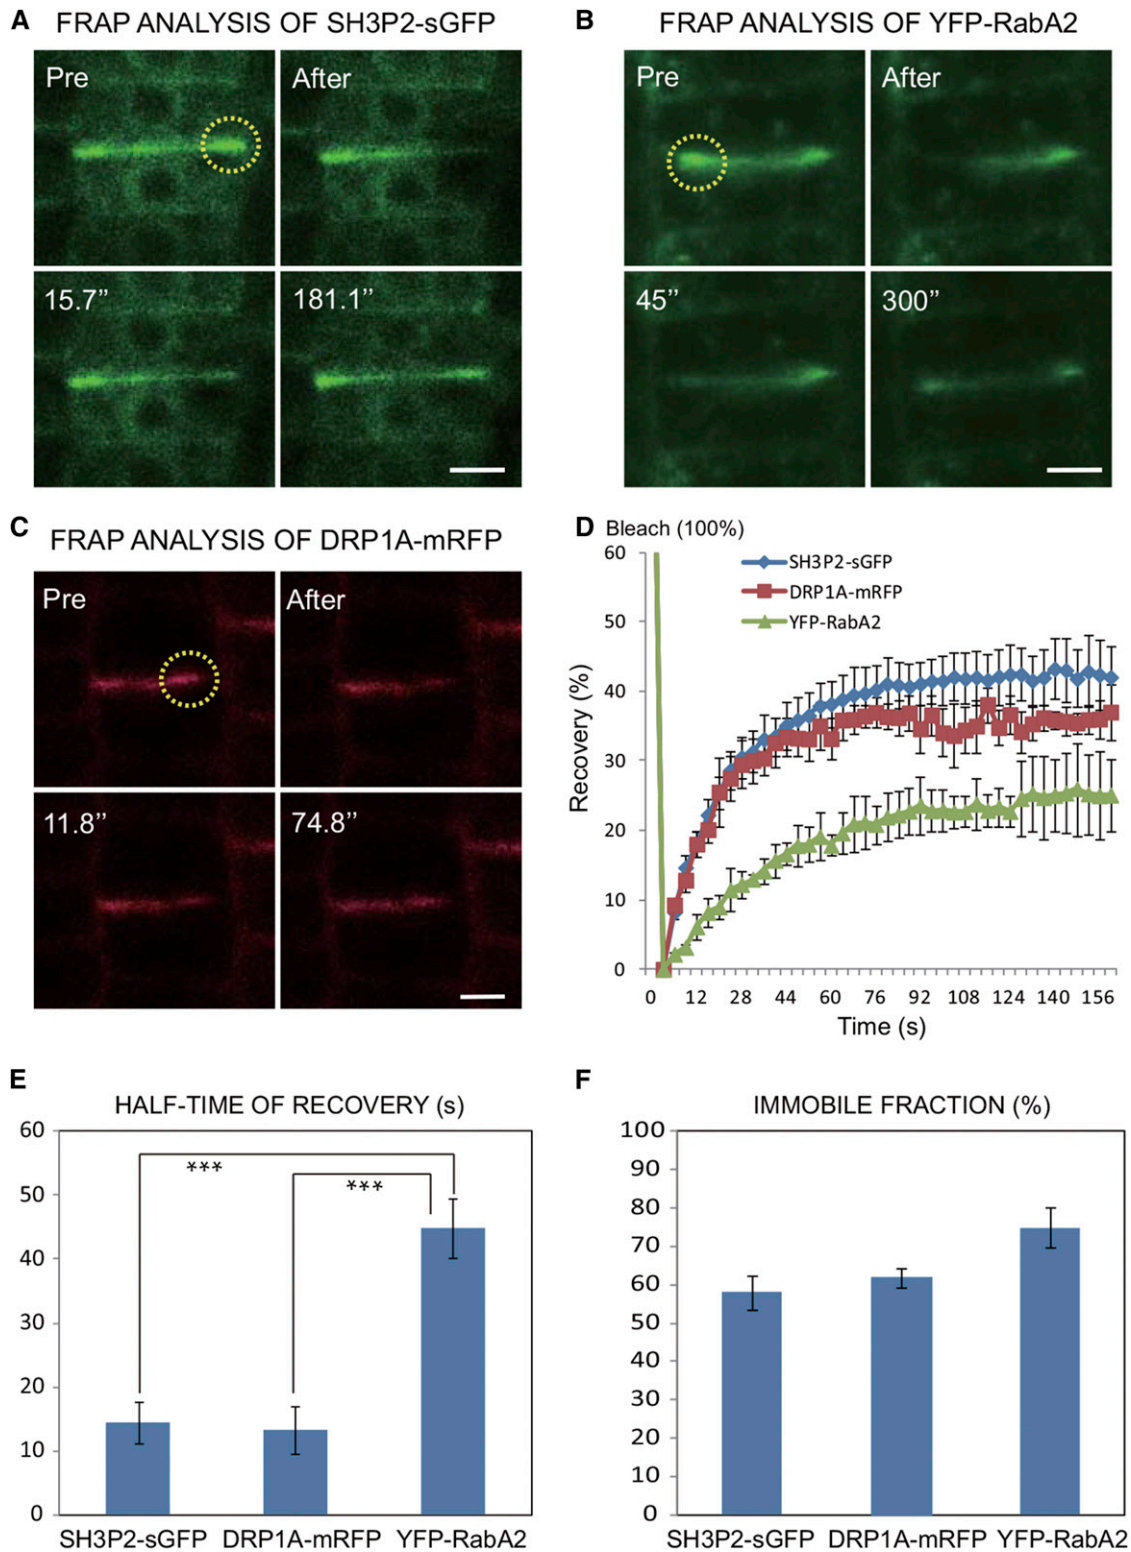 A FRAP ANALYSIS OF SH3P2-sGFP
Pre
After
15.7’’
181.1’’
B FRAP ANALYSIS OF YFP-RabA2
Pre
After
45’’
300”
C FRAP ANALYSIS OF DRP1A-mRFP
Pre
After
11.8’’
74.8’’
D Bleach (100%)
60
50
40
30
20
10
0
Recovery (%)
SH3P2-sGFP
DRP1A-mRFP
YFP-RabA2
0 12 28 44 60 76 92 108 124 140 156
Time (s)
E
HALF-TIME OF RECOVERY (s)
60
50
40
30
20
10
0
***
***
SH3P2-sGFP DRP1A-mRFP YFP-RabA2
F
IMMOBILE FRACTION (%)
100
90
80
70
60
50
40
30
20
10
0
SH3P2-sGFP DRP1A-mRFP YFP-RabA2